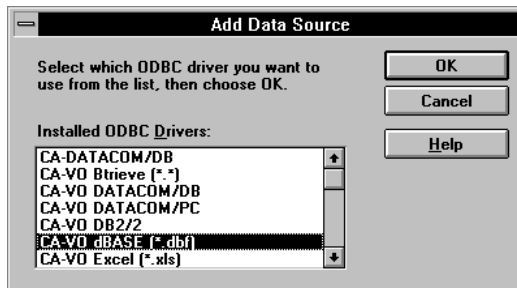 Add Data Source
Select which ODBC driver you want to
use from the list, then choose OK.
OK
Cancel
Help
Installed ODBC Drivers:
CA-DATACOM/DB
CA-VO Btrieve (*.*)
CA-VO DATACOM/DB
CA-VO DATACOM/PC
CA-VO DB2/2
CA-VO dBASE (*.dbf)
CA-VO Excel (*.xls)